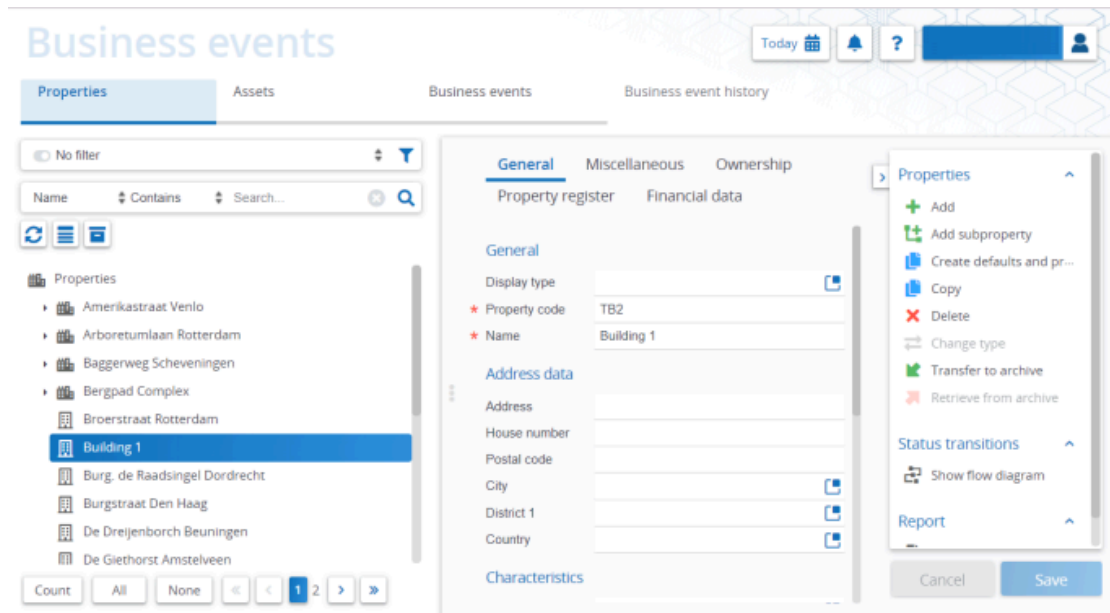 Business events
Today
?
Properties
Assets
Business events
Business event history
No filter
Name
Contains
Search...
Properties
Amerikastraat Venlo
Arboretumlaan Rotterdam
Baggerweg Scheveningen
Bergpad Complex
Broerstraat Rotterdam
Building 1
Burg. de Raadsingel Dordrecht
Burgstraat Den Haag
De Dreijenborch Beuningen
De Giethorst Amstelveen
Count
All
None
«
<
1
2
>
»
General
Miscellaneous
Ownership
Property register
Financial data
General
Display type
* Property code TB2
* Name Building 1
Address data
Address
House number
Postal code
City
District 1
Country
Characteristics
Properties
Add
Add subproperty
Create defaults and pr...
Copy
Delete
Change type
Transfer to archive
Retrieve from archive
Status transitions
Show flow diagram
Report
Cancel
Save